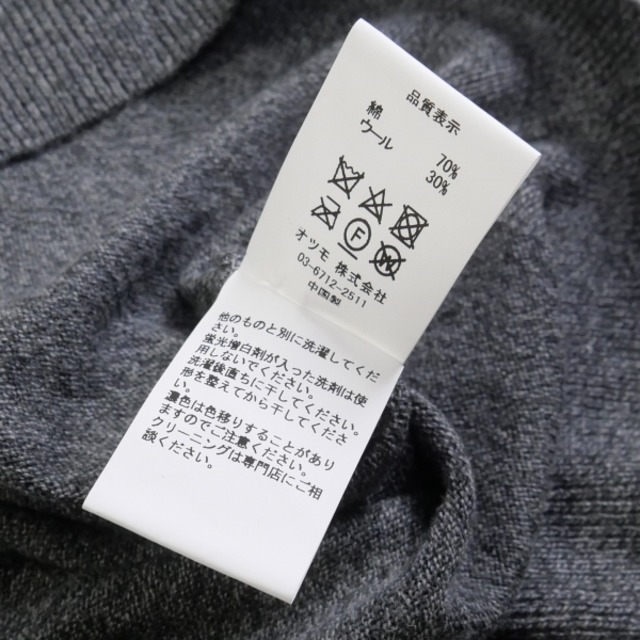 品質表示
綿 70%
ウール 30%
F
オツモ 株式会社
03-6712-2511
中国製
他のものと別に洗濯してくだ
さい。
蛍光増白剤が入った洗剤は使
用しないでください。
洗濯後直ちに干してください。
形を整えてから干してくださ
い。
濃色は色移りすることがあり
ますのでご注意ください。
クリーニングは専門店にご相
談ください。